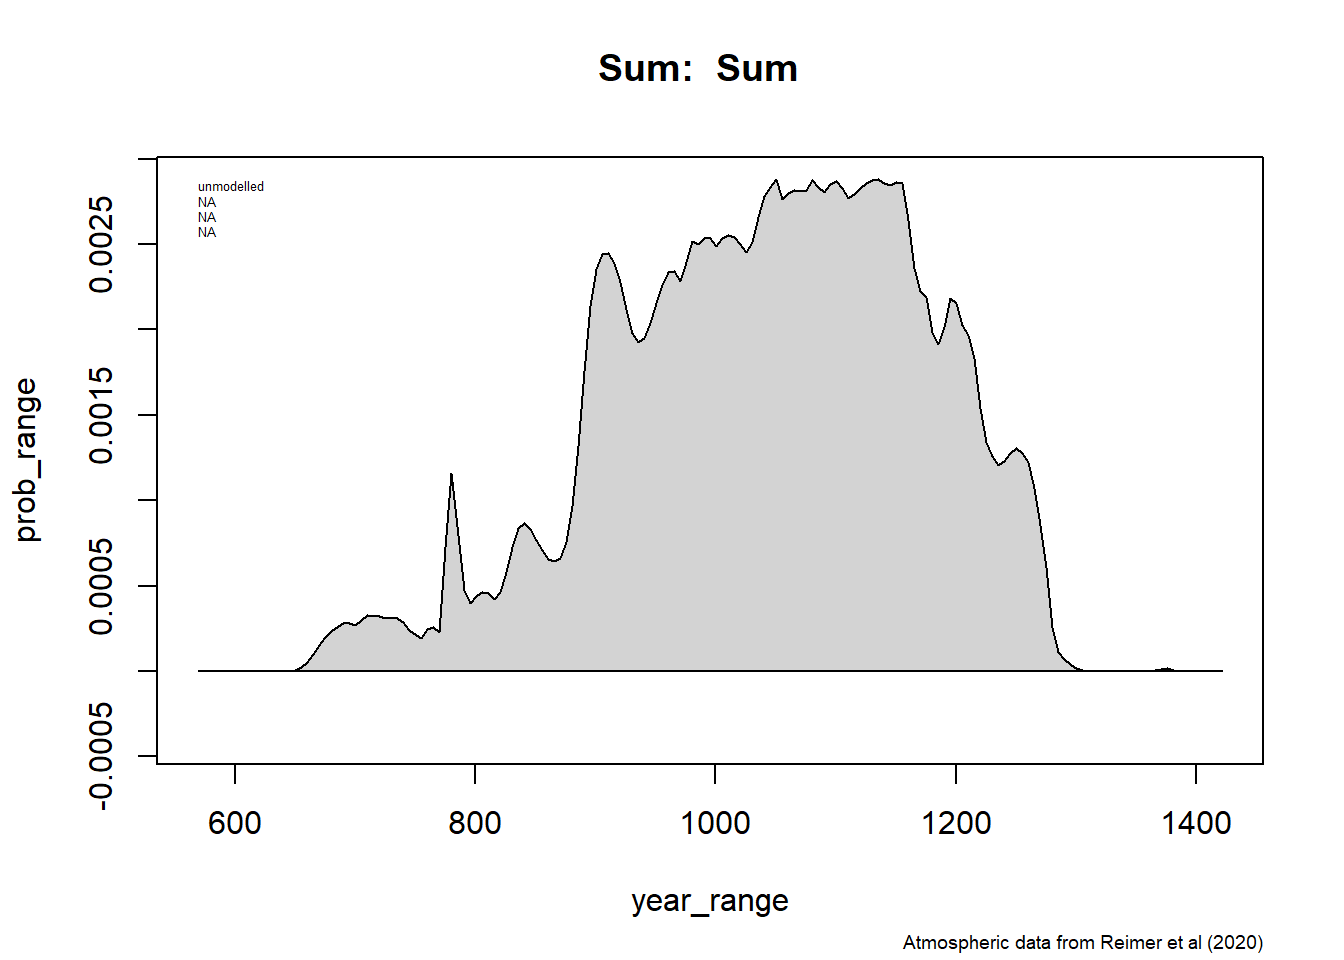 Sum:  Sum
unmodelled
NA
NA
NA
prob_range
0.0025
0.0015
0.0005
-0.0005
600 800 1000 1200 1400
year_range
Atmospheric data from Reimer et al (2020)